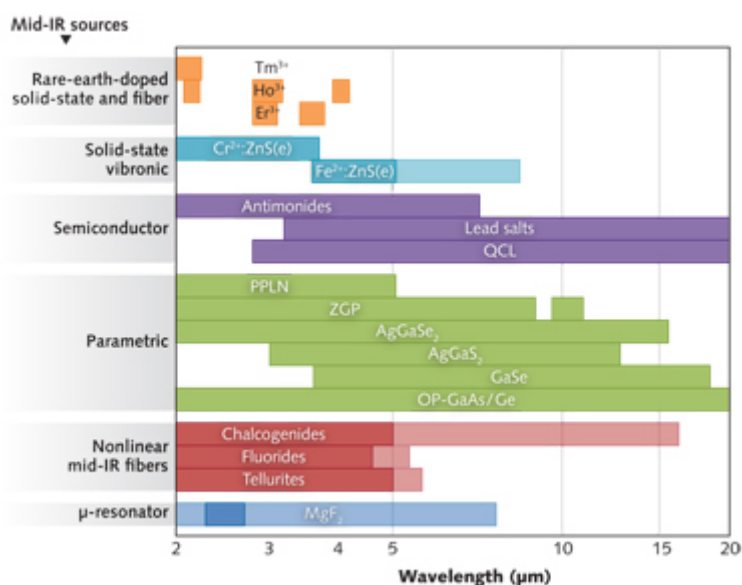 Mid-IR sources
Rare-earth-doped
solid-state and fiber
Tm³⁺
Ho³⁺
Er³⁺
Solid-state
vibronic
Cr²⁺:ZnS(e)
Fe²⁺:ZnS(e)
Semiconductor
Antimonides
Lead salts
QCL
Parametric
PPLN
ZGP
AgGaSe₂
AgGaS₂
GaSe
OP-GaAs/Ge
Nonlinear
mid-IR fibers
Chalcogenides
Fluorides
Tellurites
μ-resonator
MgF₂
2 3 4 5 10 15 20
Wavelength (μm)